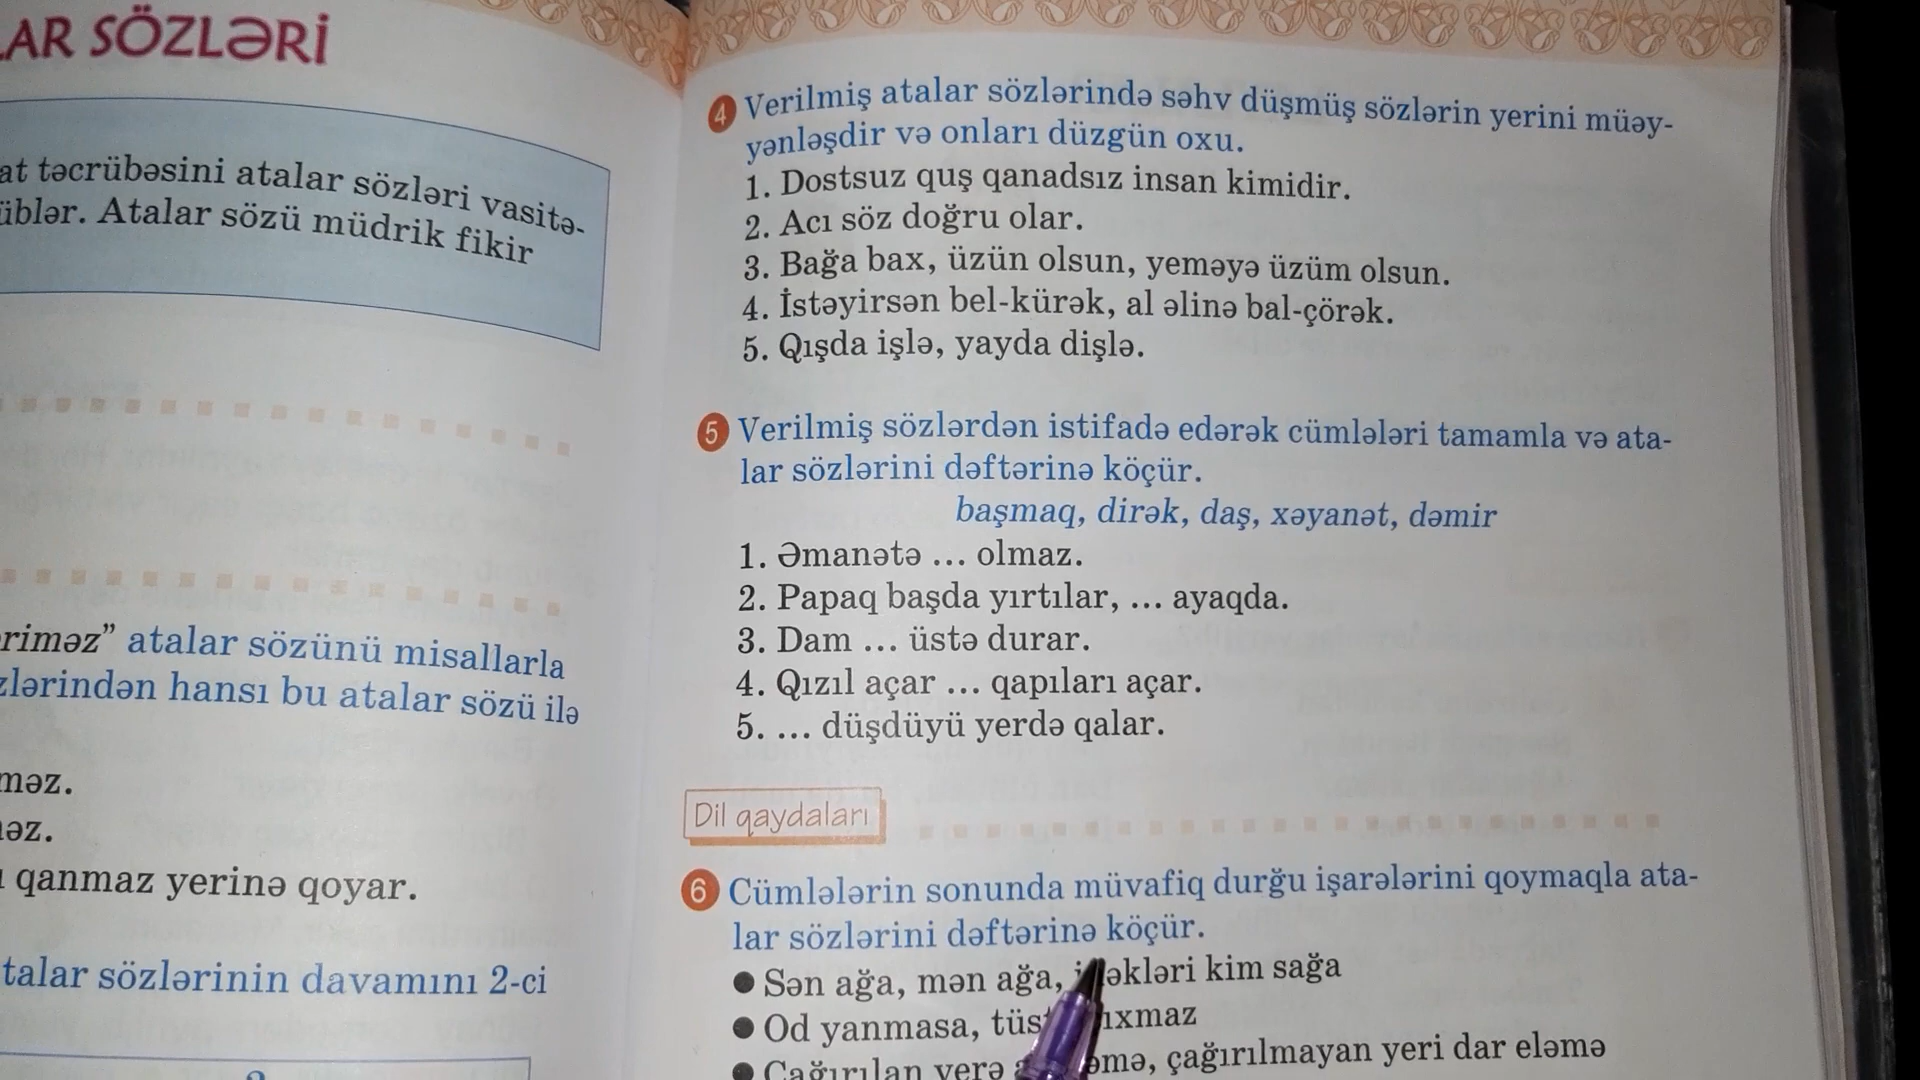 LAR SÖZLƏRİ
at təcrübəsini atalar sözləri vasitə-
üblər. Atalar sözü müdrik fikir
riməz” atalar sözünü misallarla
zlərindən hansı bu atalar sözü ilə
məz.
əz.
qanmaz yerinə qoyar.
talar sözlərinin davamını 2-ci
4 Verilmiş atalar sözlərində səhv düşmüş sözlərin yerini müəy-
yənləşdir və onları düzgün oxu.
1. Dostsuz quş qanadsız insan kimidir.
2. Acı söz doğru olar.
3. Bağa bax, üzün olsun, yeməyə üzüm olsun.
4. İstəyirsən bel-kürək, al əlinə bal-çörək.
5. Qışda işlə, yayda dişlə.
5 Verilmiş sözlərdən istifadə edərək cümlələri tamamla və ata-
lar sözlərini dəftərinə köçür.
başmaq, dirək, daş, xəyanət, dəmir
1. Əmanətə ... olmaz.
2. Papaq başda yırtılar, ... ayaqda.
3. Dam ... üstə durar.
4. Qızıl açar ... qapıları açar.
5. ... düşdüyü yerdə qalar.
Dil qaydaları
6 Cümlələrin sonunda müvafiq durğu işarələrini qoymaqla ata-
lar sözlərini dəftərinə köçür.
● Sən ağa, mən ağa, əkləri kim sağa
● Od yanmasa, tüs ıxmaz
● Çağırılan yerə əmə, çağırılmayan yeri dar eləmə